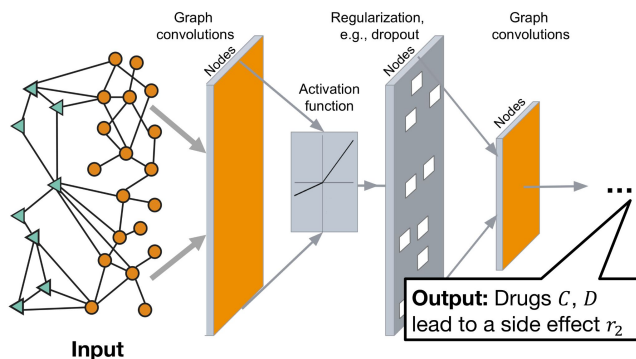 Graph
convolutions
Regularization,
e.g., dropout
Graph
convolutions
Nodes
Activation
function
Nodes
Nodes
...
Output: Drugs C, D
lead to a side effect r₂
Input